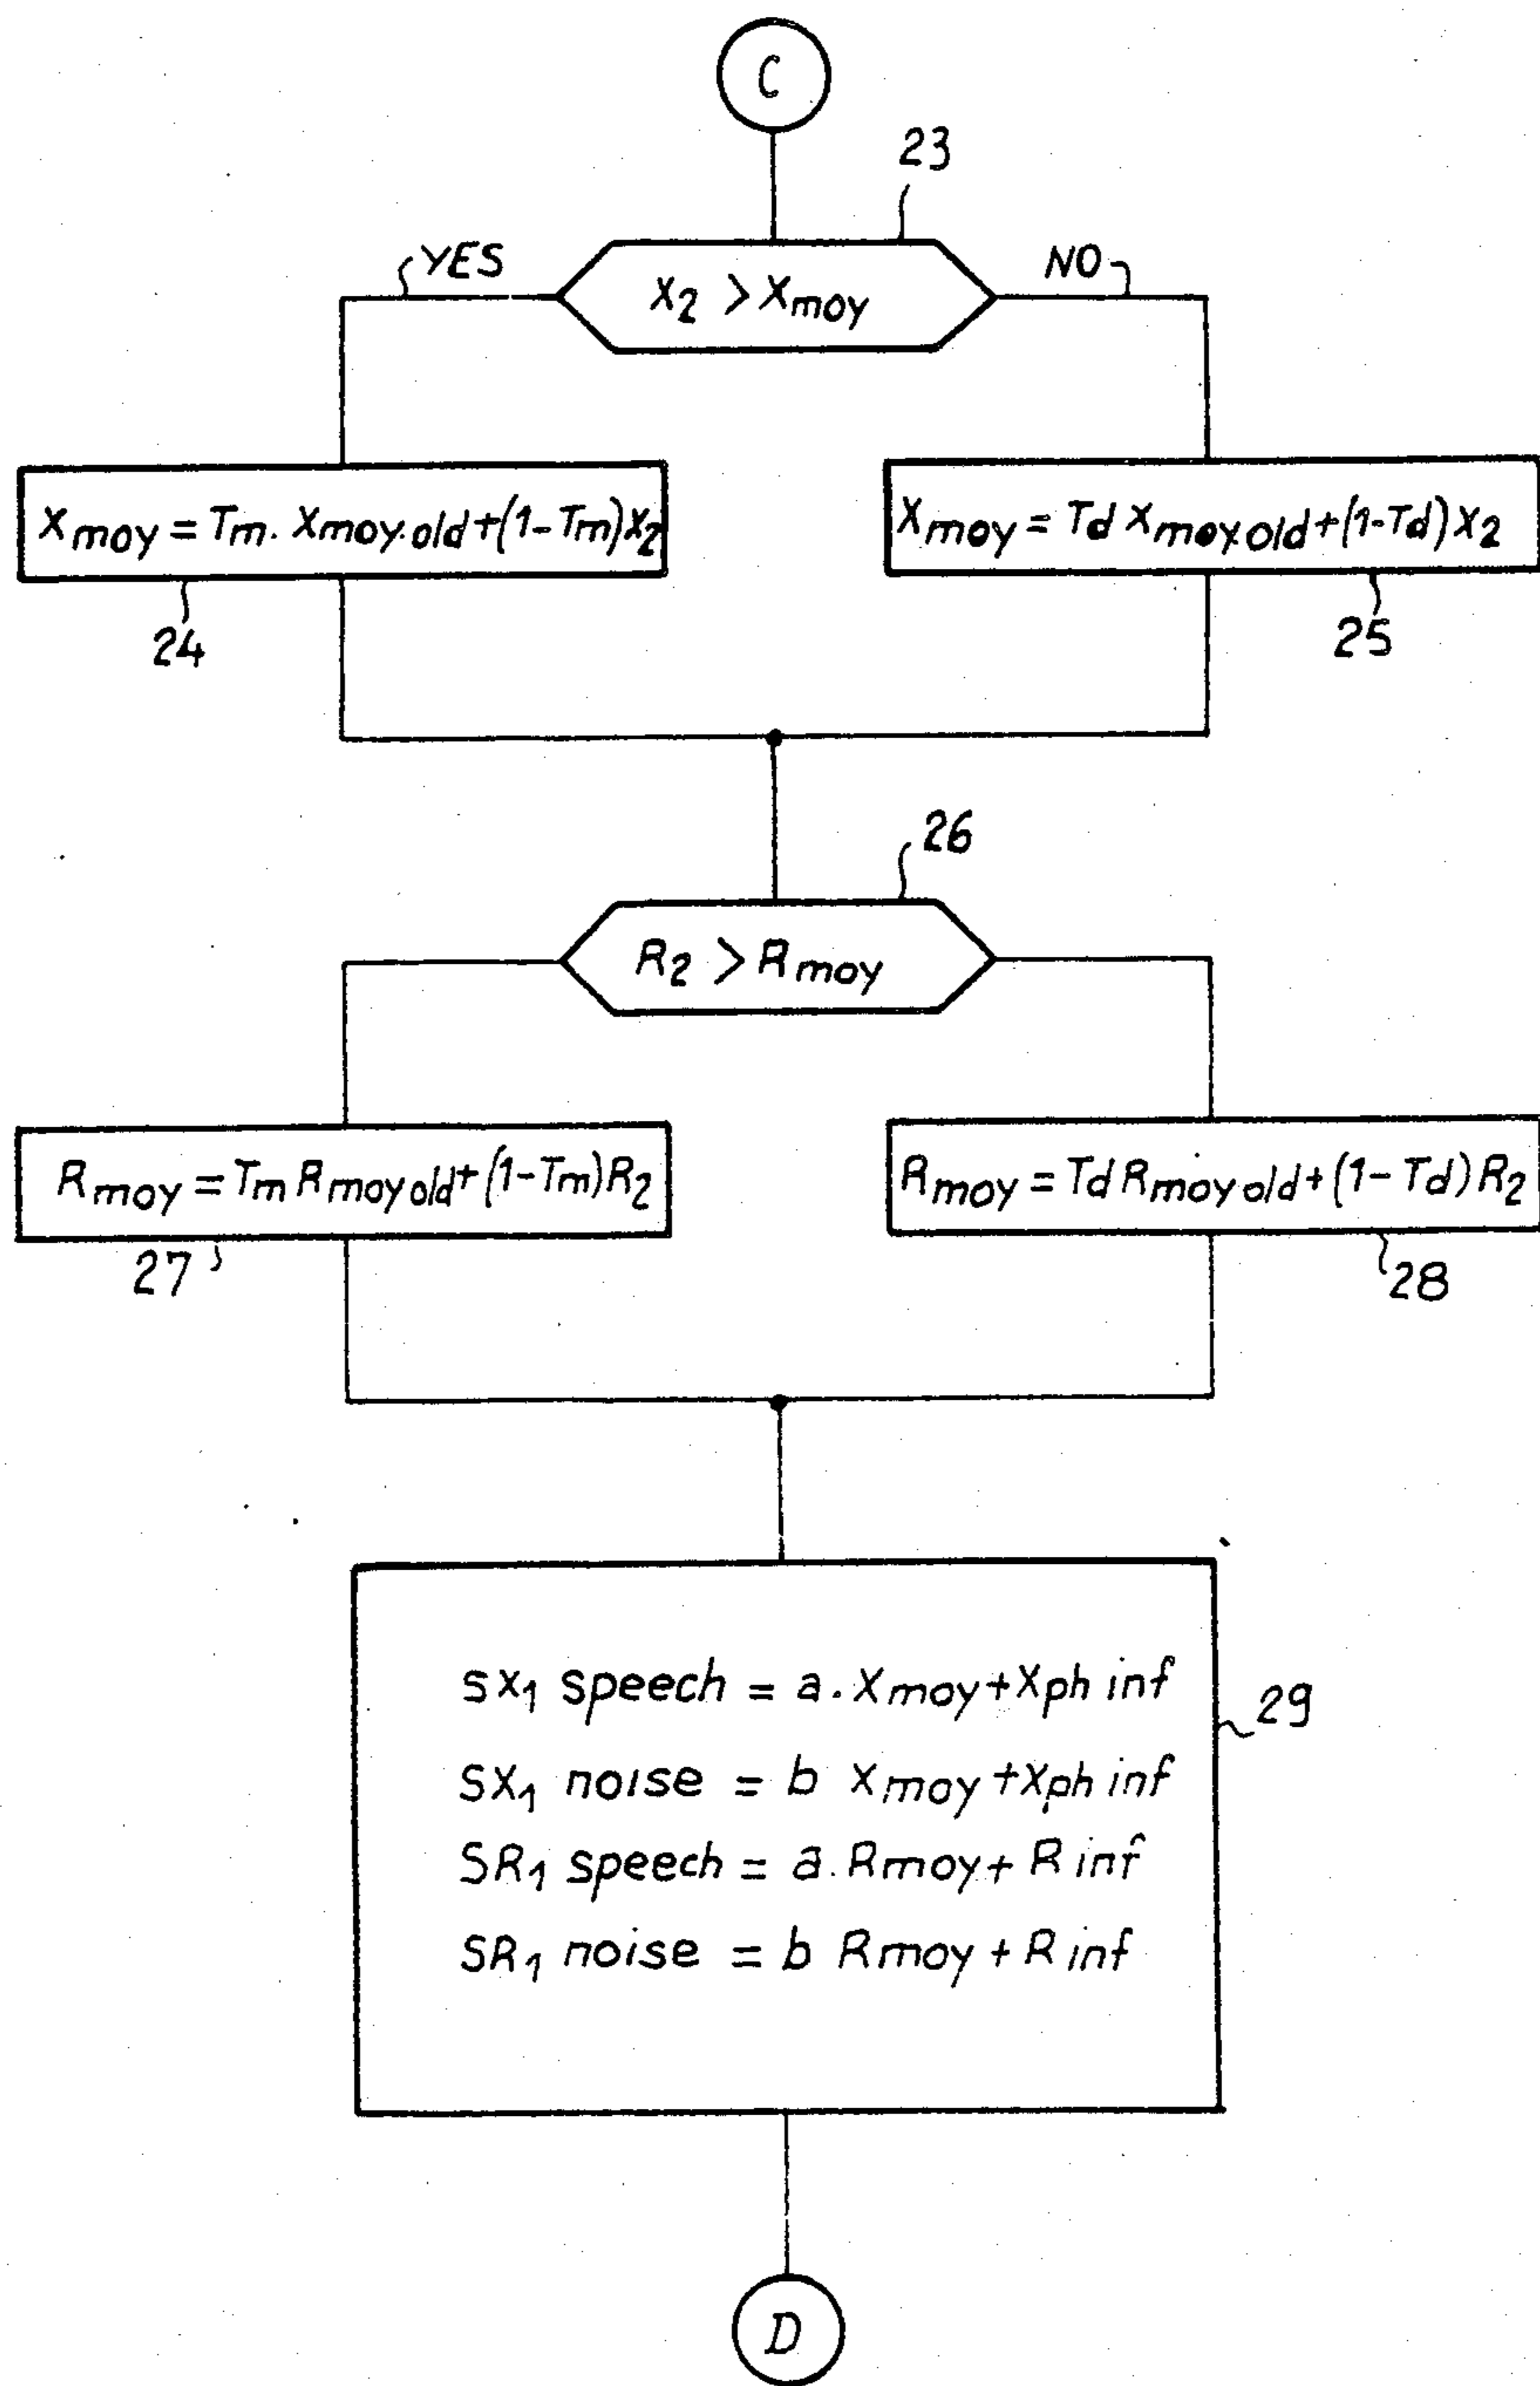 C
23
YES
NO
X₂ > Xmoy
Xmoy = Tm. Xmoy.old+(1-Tm)X₂
Xmoy = Td Xmoy.old+(1-Td)X₂
24
25
26
R₂ > Rmoy
Rmoy = Tm Rmoy old+(1-Tm)R₂
Rmoy = Td Rmoy old+(1-Td)R₂
27
28
SX₁ speech = a. Xmoy+Xph inf
29
SX₁ noise = b Xmoy+Xph inf
SR₁ speech = a. Rmoy+ R inf
SR₁ noise = b Rmoy + R inf
D